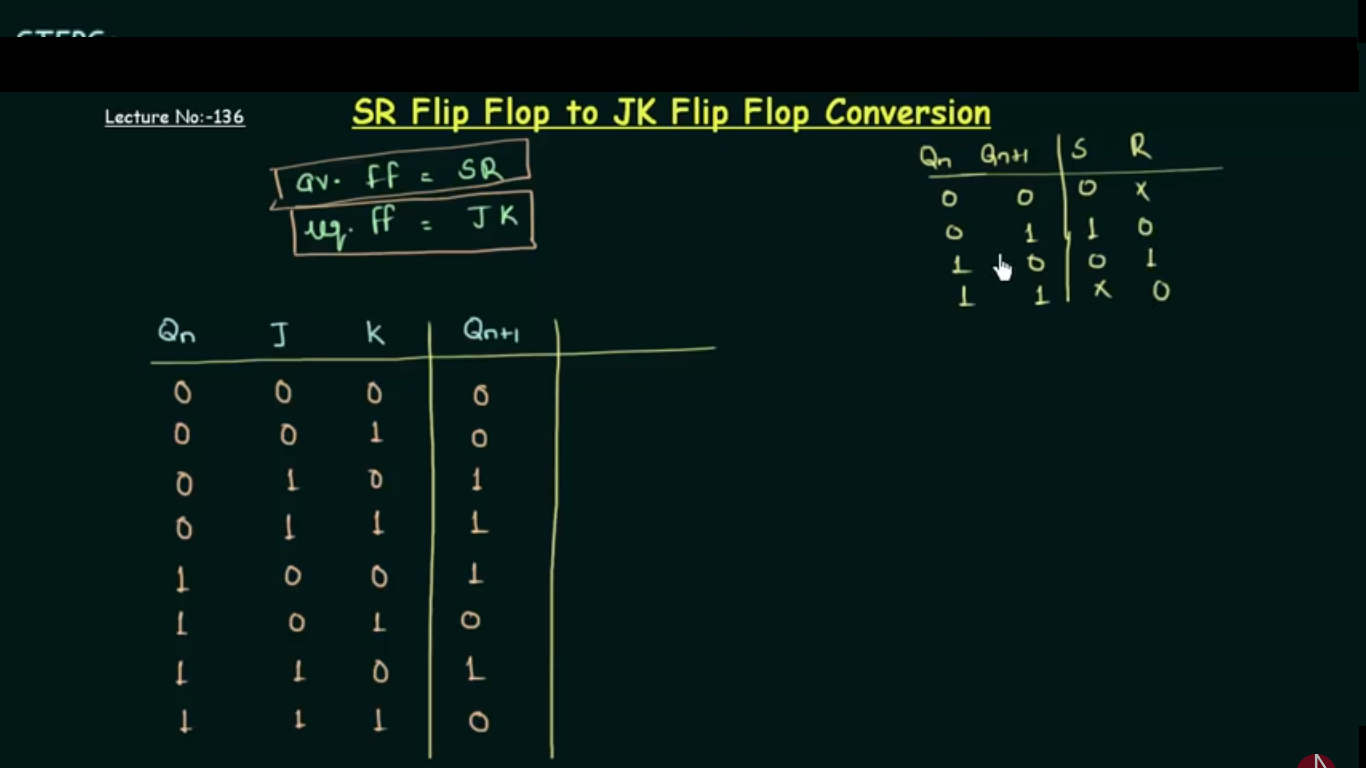 Lecture No:-136
SR Flip Flop to JK Flip Flop Conversion
av. ff = SR
req. ff = JK
Qn Qn+1 S R
0 0 0 x
0 1 1 0
1 0 0 1
1 1 x 0
Qn J K Qn+1
0 0 0 0
0 0 1 0
0 1 0 1
0 1 1 1
1 0 0 1
1 0 1 0
1 1 0 1
1 1 1 0